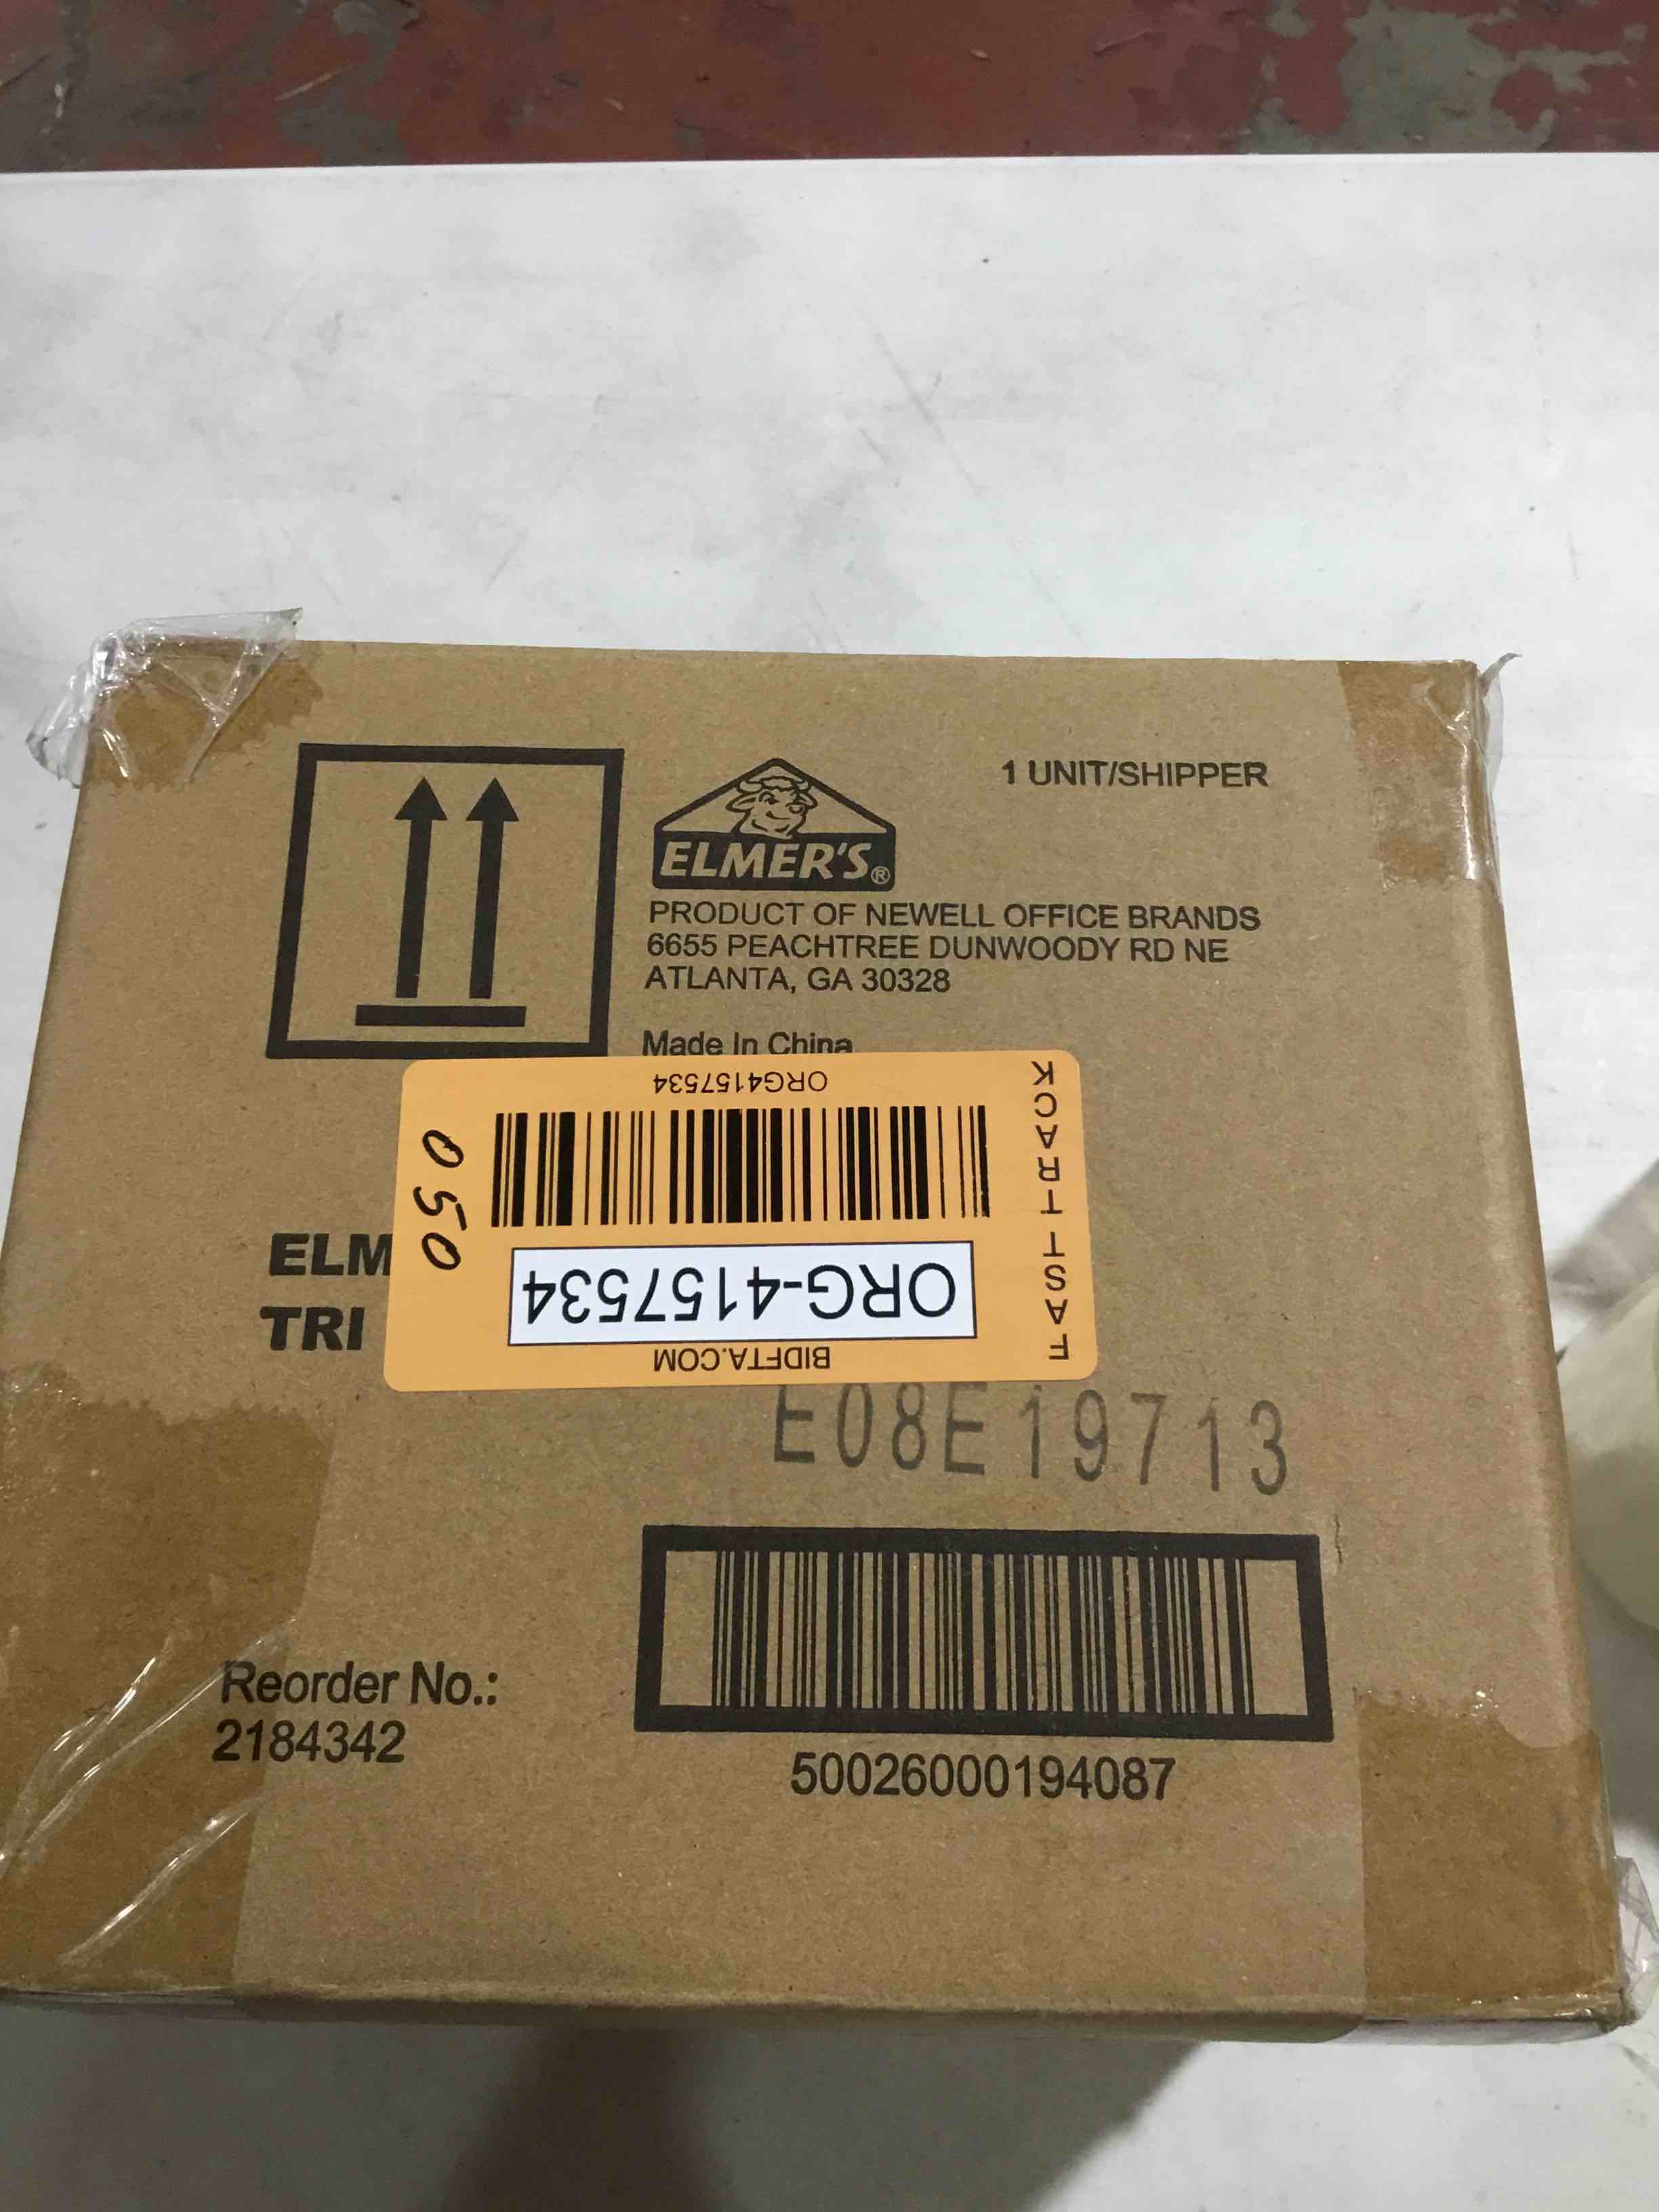 1 UNIT/SHIPPER
ELMER'S®
PRODUCT OF NEWELL OFFICE BRANDS
6655 PEACHTREE DUNWOODY RD NE
ATLANTA, GA 30328
Made In China
ORG4157534
FAST TRACK
050
ORG-4157534
BIDFTA.COM
ELM
TRI
E08E19713
Reorder No.:
2184342
50026000194087